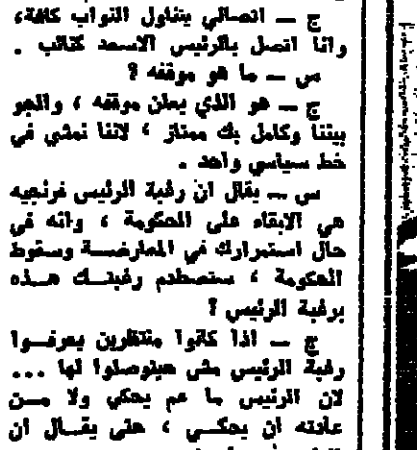 ج — اتصالي يتناول النواب كافة،
وانا اتصل بالرئيس الاسعد كنائب .
س — ما هو موقفه ؟
ج — هو الذي يعلن موقفه ، والجو
بيننا وكامل بك ممتاز ، لاننا نمشي في
خط سياسي واحد .
س — يقال ان رغبة الرئيس فرنجيه
هي الابقاء على الحكومة ، وانه في
حال استمرارك في المعارضة وسقوط
الحكومة ، ستصطدم رغبتك هذه
برغبة الرئيس ؟
ج — اذا كانوا منتظرين يعرفوا
رغبة الرئيس مش حيتوصلوا لها ...
لان الرئيس ما عم يحكي ولا من
عادته ان يحكي ، حتى يقال ان